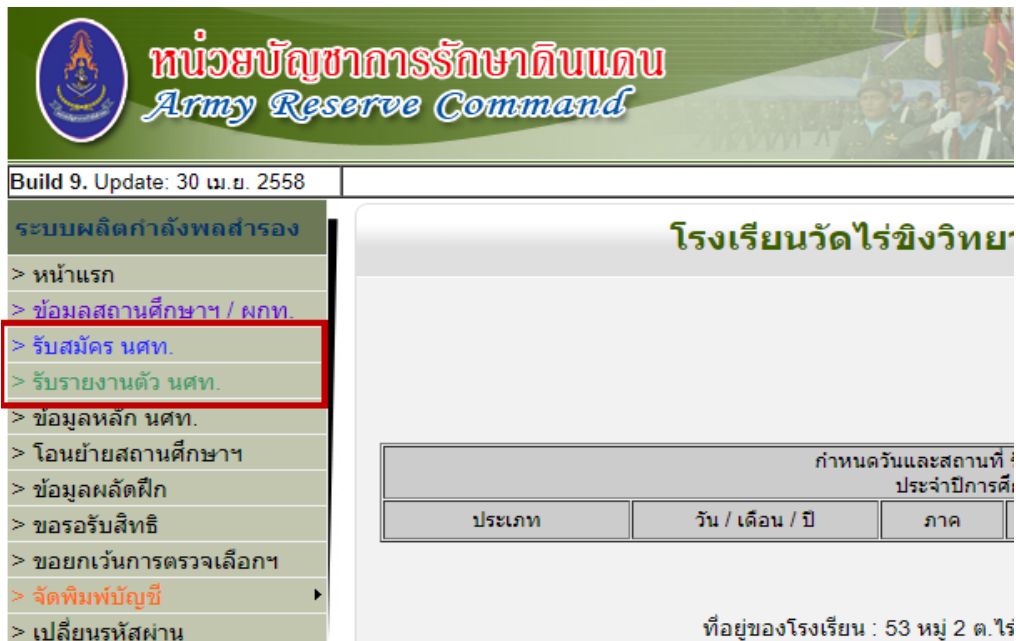 หน่วยบัญชาการรักษาดินแดน
Army Reserve Command
Build 9. Update: 30 เม.ย. 2558
ระบบผลิตกำลังพลสำรอง
> หน้าแรก
> ข้อมูลสถานศึกษาฯ / ผกท.
> รับสมัคร นศท.
> รับรายงานตัว นศท.
> ข้อมูลหลัก นศท.
> โอนย้ายสถานศึกษาฯ
> ข้อมูลผลัดฝึก
> ขอรอรับสิทธิ
> ขอยกเว้นการตรวจเลือกฯ
> จัดพิมพ์บัญชี
> เปลี่ยนรหัสผ่าน
โรงเรียนวัดไร่ขิงวิทยา
กำหนดวันและสถานที่
ประจำปีการศึ
ประเภท วัน / เดือน / ปี ภาค
ที่อยู่ของโรงเรียน : 53 หมู่ 2 ต.ไร่